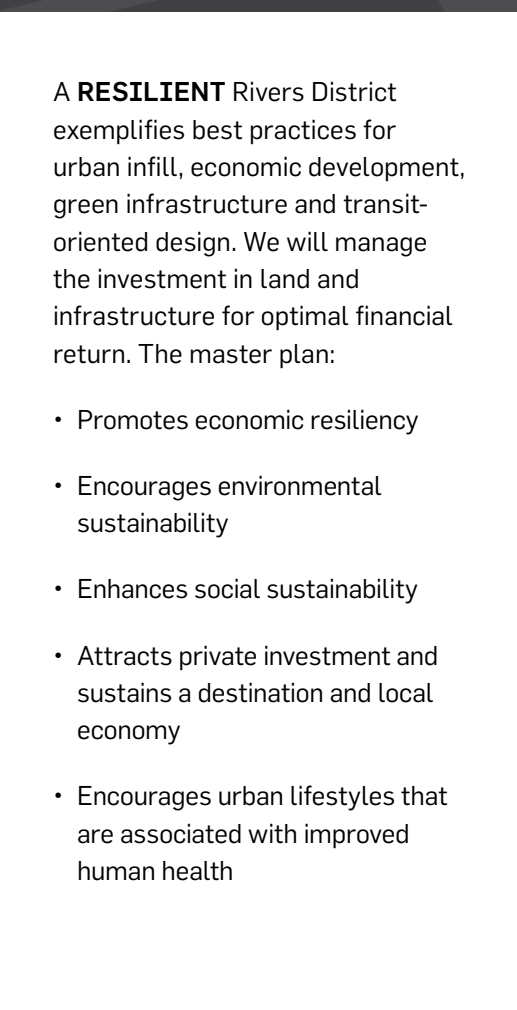 A RESILIENT Rivers District
exemplifies best practices for
urban infill, economic development,
green infrastructure and transit-
oriented design. We will manage
the investment in land and
infrastructure for optimal financial
return. The master plan:
• Promotes economic resiliency
• Encourages environmental
sustainability
• Enhances social sustainability
• Attracts private investment and
sustains a destination and local
economy
• Encourages urban lifestyles that
are associated with improved
human health